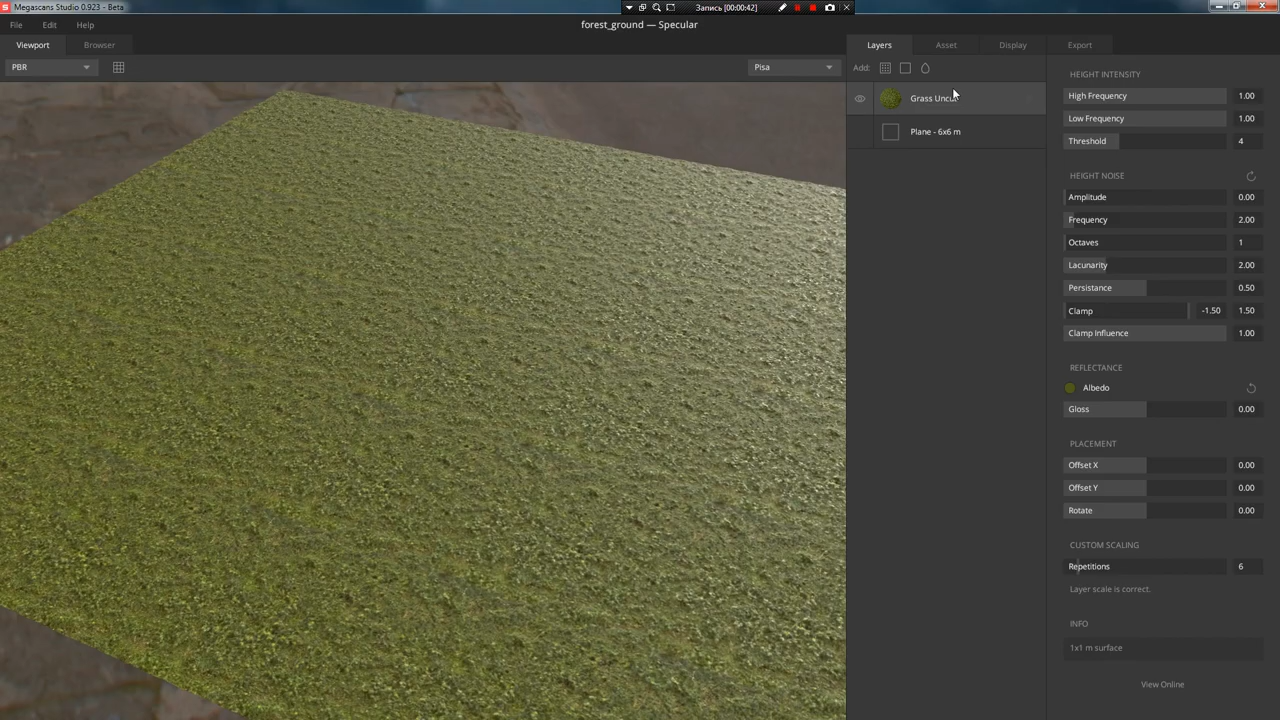 Megascans Studio 0.923 - Beta
Запись [00:00:42]
File Edit Help
forest_ground — Specular
Viewport Browser
Layers Asset Display Export
PBR
Pisa
Add:
Grass Uncu
Plane - 6x6 m
HEIGHT INTENSITY
High Frequency 1.00
Low Frequency 1.00
Threshold 4
HEIGHT NOISE
Amplitude 0.00
Frequency 2.00
Octaves 1
Lacunarity 2.00
Persistance 0.50
Clamp -1.50 1.50
Clamp Influence 1.00
REFLECTANCE
Albedo
Gloss 0.00
PLACEMENT
Offset X 0.00
Offset Y 0.00
Rotate 0.00
CUSTOM SCALING
Repetitions 6
Layer scale is correct.
INFO
1x1 m surface
View Online